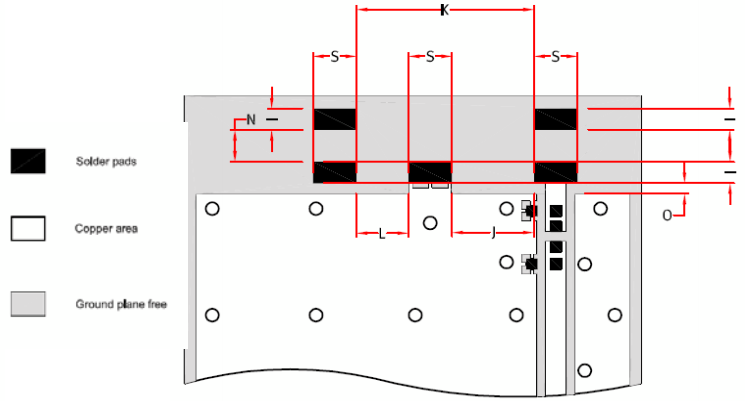 K
S
S
S
N
I
I
Solder pads
I
Copper area
O
L
J
Ground plane free